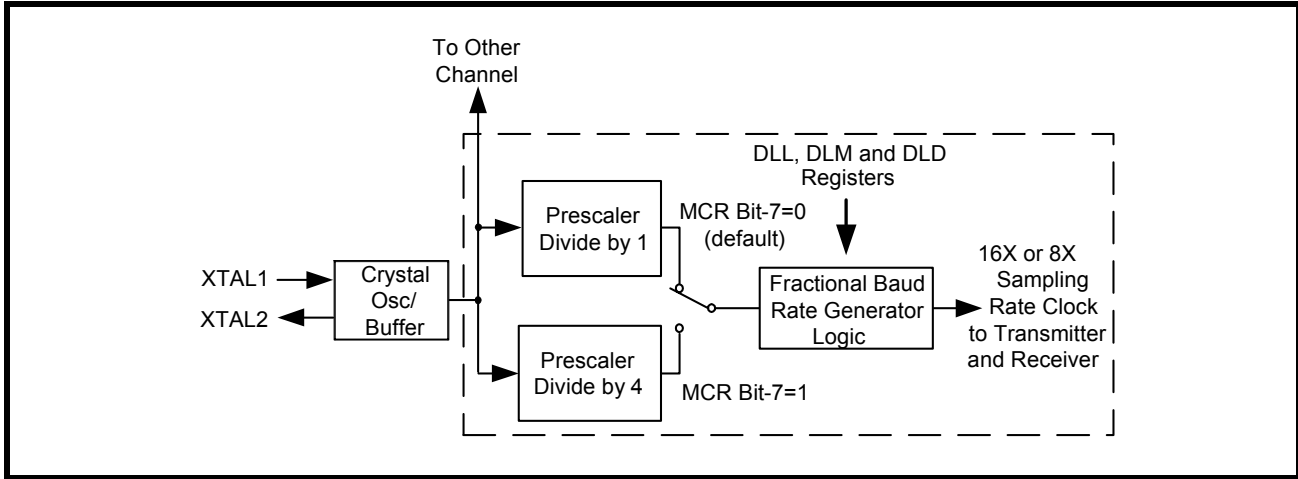 To Other
Channel
DLL, DLM and DLD
Registers
Prescaler
Divide by 1
MCR Bit-7=0
(default)
XTAL1
XTAL2
Crystal
Osc/
Buffer
Fractional Baud
Rate Generator
Logic
16X or 8X
Sampling
Rate Clock
to Transmitter
and Receiver
Prescaler
Divide by 4
MCR Bit-7=1